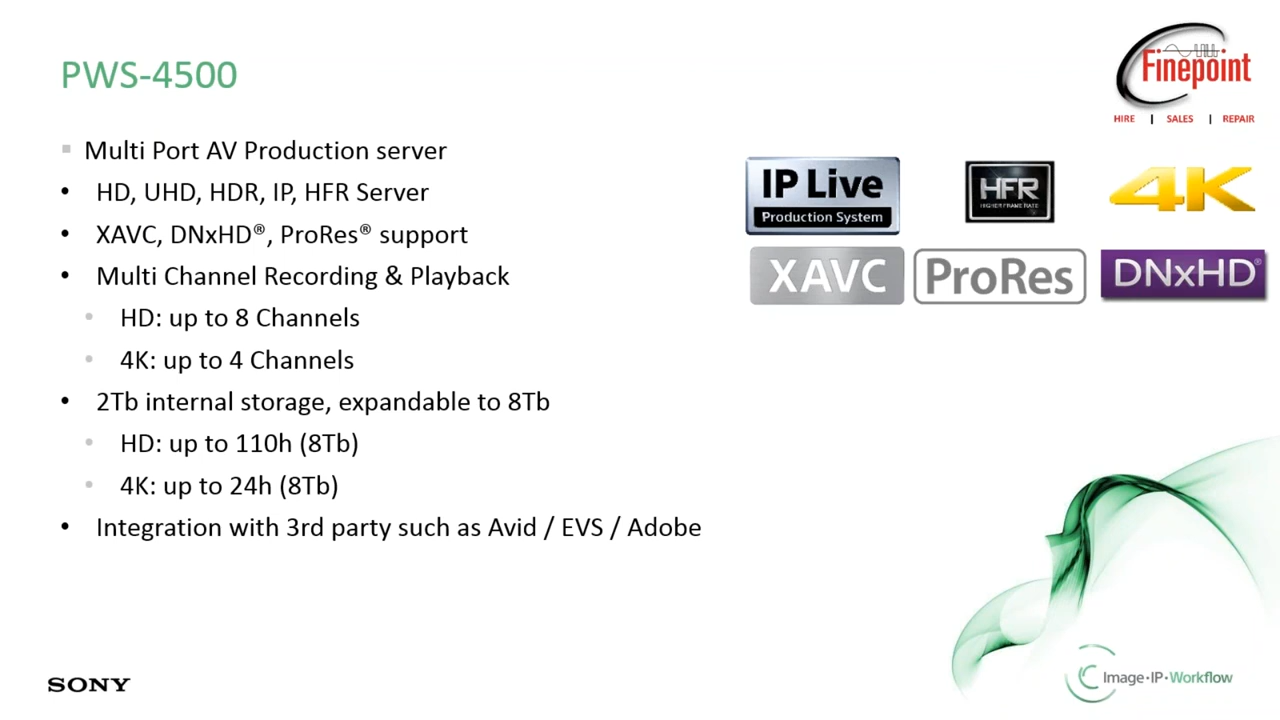 PWS-4500
Finepoint
HIRE | SALES | REPAIR
Multi Port AV Production server
HD, UHD, HDR, IP, HFR Server
XAVC, DNxHD®, ProRes® support
Multi Channel Recording & Playback
HD: up to 8 Channels
4K: up to 4 Channels
2Tb internal storage, expandable to 8Tb
HD: up to 110h (8Tb)
4K: up to 24h (8Tb)
Integration with 3rd party such as Avid / EVS / Adobe
IP Live
Production System
HFR
HIGHER FRAME RATE
4K
XAVC
ProRes
DNxHD®
SONY
Image·IP·Workflow